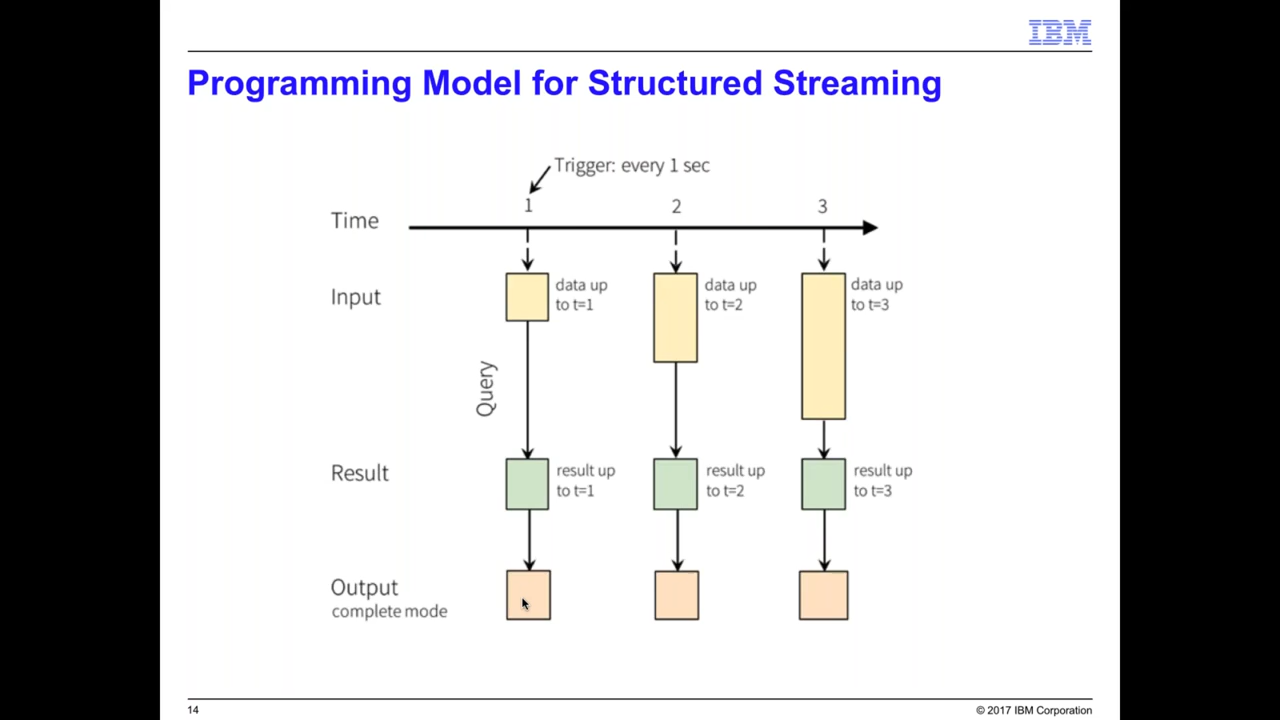 IBM
Programming Model for Structured Streaming
Trigger: every 1 sec
Time
1
2
3
Input
data up
to t=1
data up
to t=2
data up
to t=3
Query
Result
result up
to t=1
result up
to t=2
result up
to t=3
Output
complete mode
14
© 2017 IBM Corporation